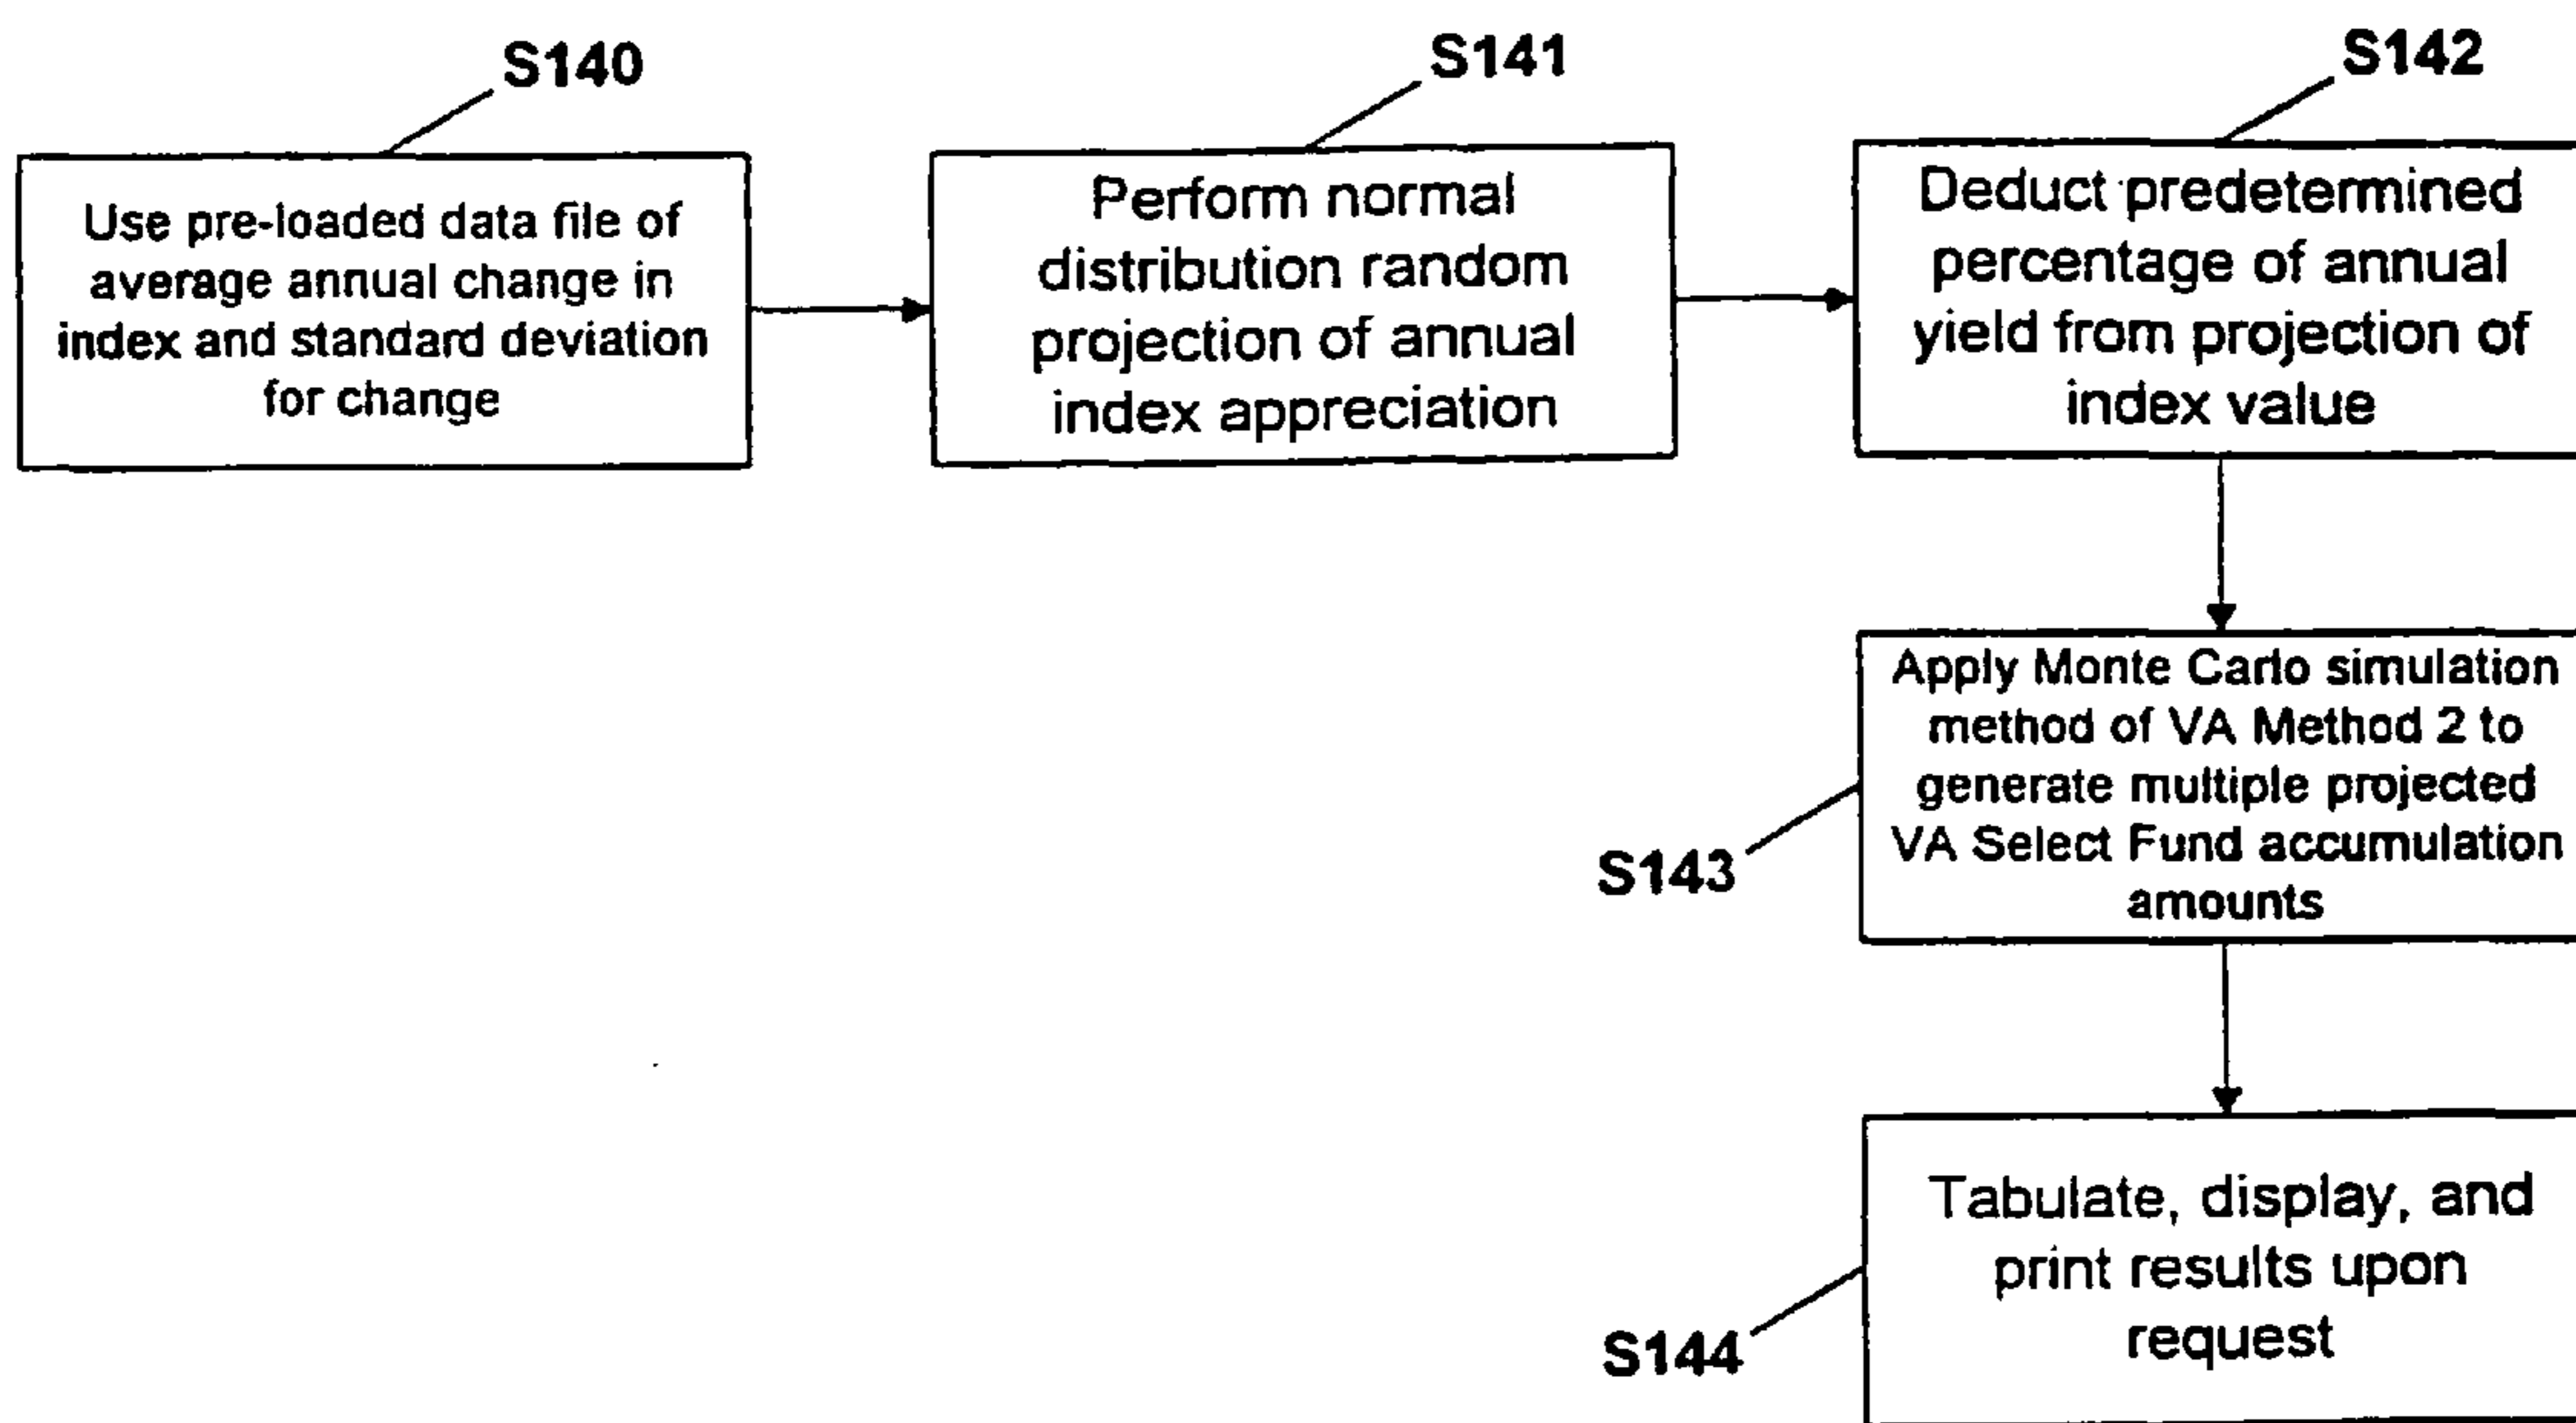 S140
Use pre-loaded data file of
average annual change in
index and standard deviation
for change
S141
Perform normal
distribution random
projection of annual
index appreciation
S142
Deduct predetermined
percentage of annual
yield from projection of
index value
S143
Apply Monte Carlo simulation
method of VA Method 2 to
generate multiple projected
VA Select Fund accumulation
amounts
S144
Tabulate, display, and
print results upon
request